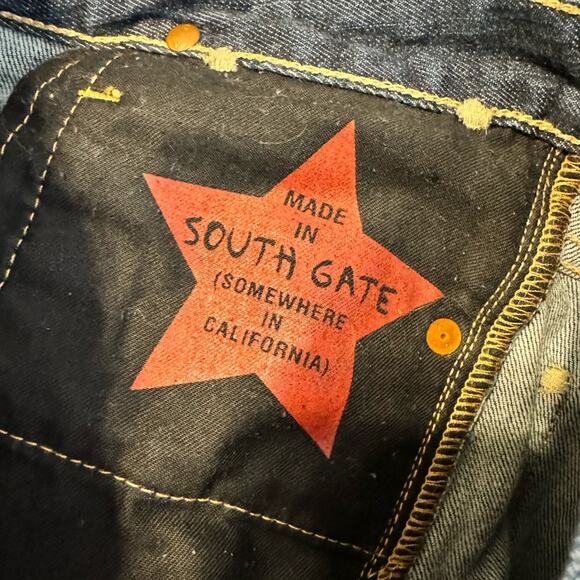 MADE
IN
SOUTH GATE
(SOMEWHERE
IN
CALIFORNIA)